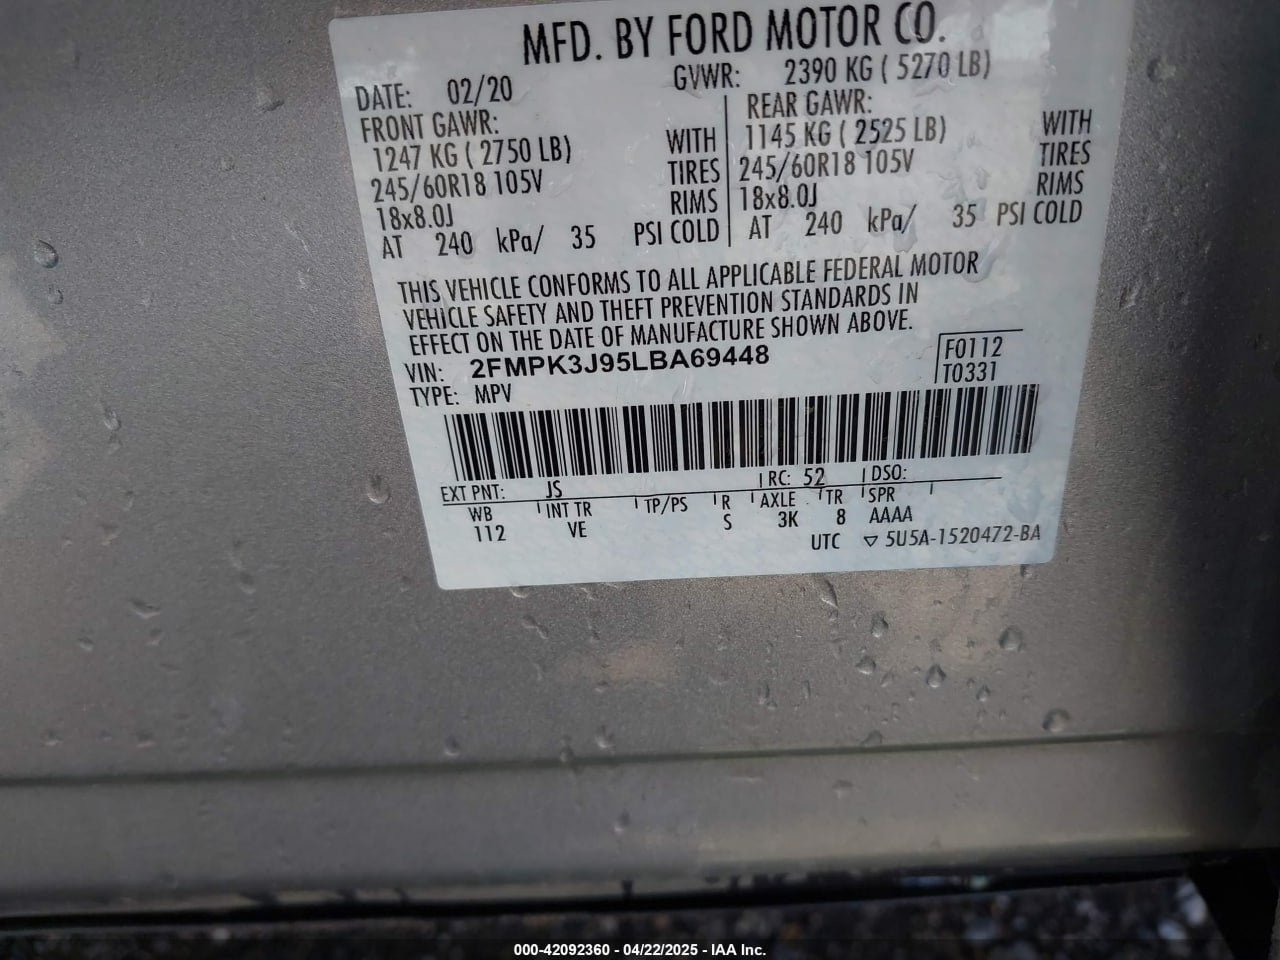 MFD. BY FORD MOTOR CO.
DATE: 02/20 GVWR: 2390 KG ( 5270 LB)
FRONT GAWR: REAR GAWR:
1247 KG ( 2750 LB) WITH 1145 KG ( 2525 LB) WITH
245/60R18 105V TIRES 245/60R18 105V TIRES
18x8.0J RIMS 18x8.0J RIMS
AT 240 kPa/ 35 PSI COLD AT 240 kPa/ 35 PSI COLD
THIS VEHICLE CONFORMS TO ALL APPLICABLE FEDERAL MOTOR
VEHICLE SAFETY AND THEFT PREVENTION STANDARDS IN
EFFECT ON THE DATE OF MANUFACTURE SHOWN ABOVE.
VIN: 2FMPK3J95LBA69448 F0112
TYPE: MPV T0331
EXT PNT: JS RC: 52 DSO:
WB INT TR TP/PS R AXLE TR SPR
112 VE S 3K 8 AAAA
UTC ▽ 5U5A-1520472-BA
000-42092360 - 04/22/2025 - IAA Inc.